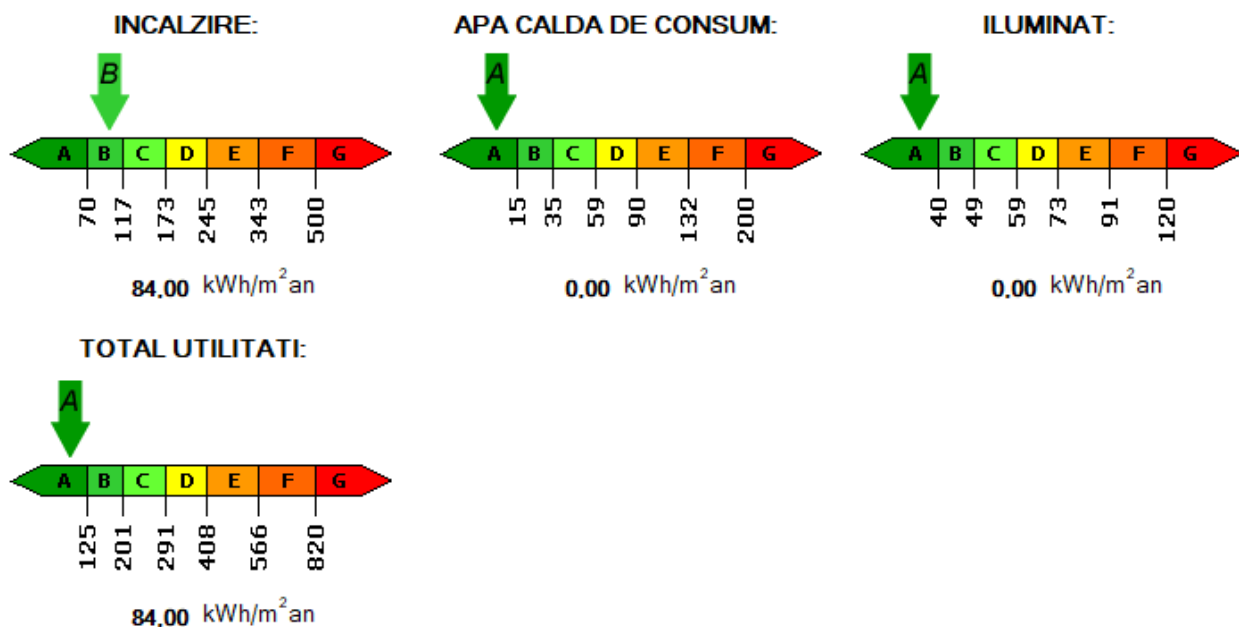 INCALZIRE:
B
A B C D E F G
70 117 173 245 343 500
84.00 kWh/m²an
APA CALDA DE CONSUM:
A
A B C D E F G
15 35 59 90 132 200
0.00 kWh/m²an
ILUMINAT:
A
A B C D E F G
40 49 59 73 91 120
0.00 kWh/m²an
TOTAL UTILITATI:
A
A B C D E F G
125 201 291 408 566 820
84.00 kWh/m²an